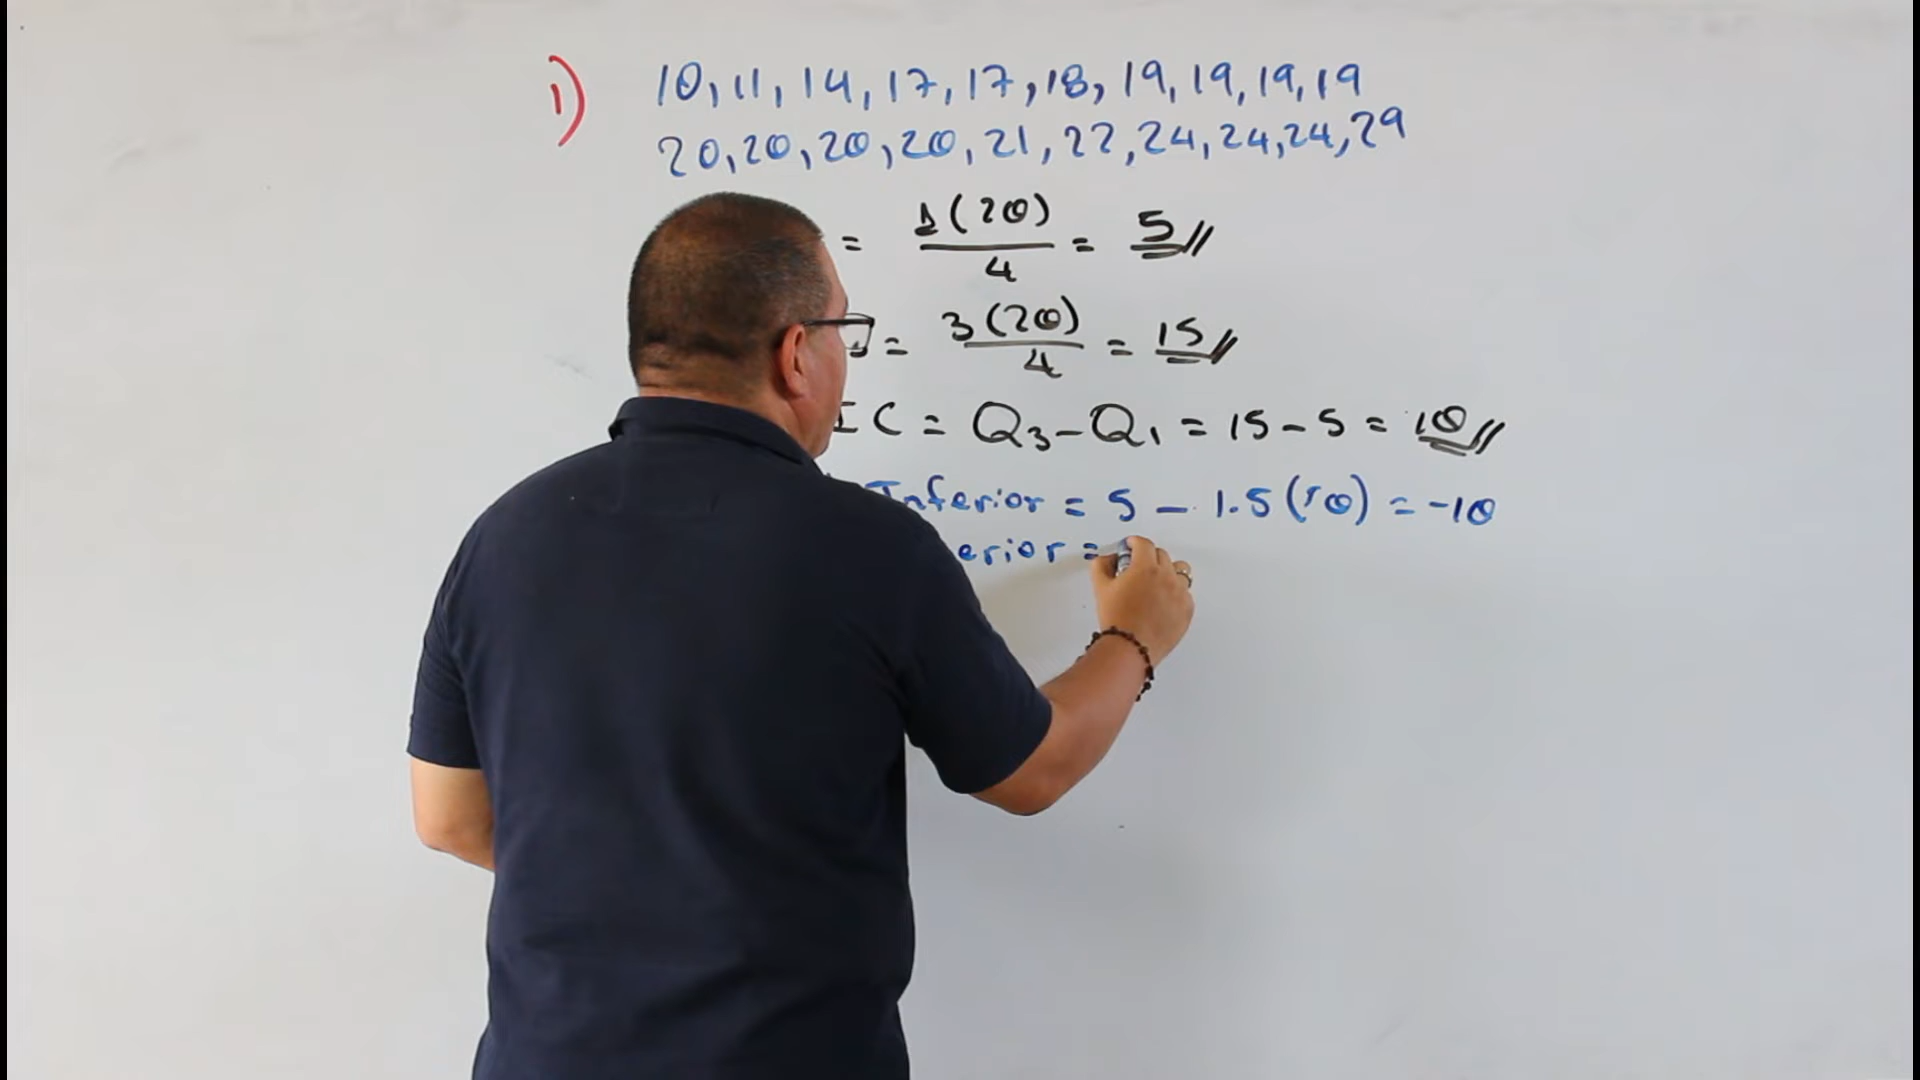 1) 10, 11, 14, 17, 17, 18, 19, 19, 19, 19
20, 20, 20, 20, 21, 22, 24, 24, 24, 29
= 1(20)/4 = 5//
= 3(20)/4 = 15//
IC = Q₃ - Q₁ = 15 - 5 = 10//
Inferior = 5 - 1.5(10) = -10
erior =